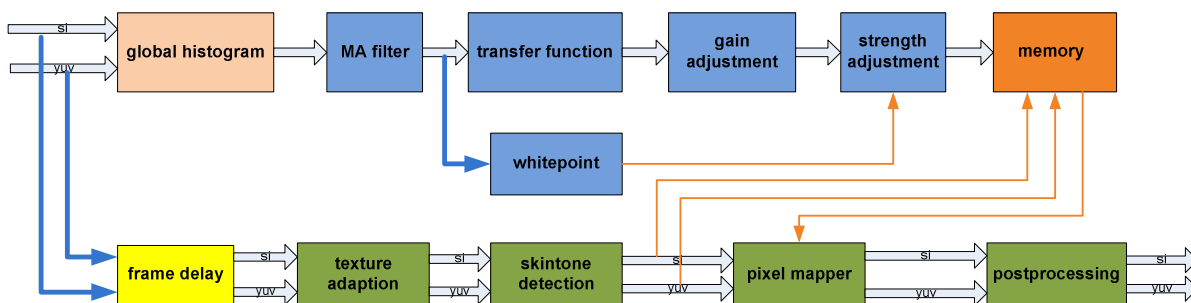 si
yuv
global histogram
MA filter
transfer function
gain
adjustment
strength
adjustment
memory
whitepoint
frame delay
si
yuv
texture
adaption
si
yuv
skintone
detection
si
yuv
pixel mapper
si
yuv
postprocessing
si
yuv